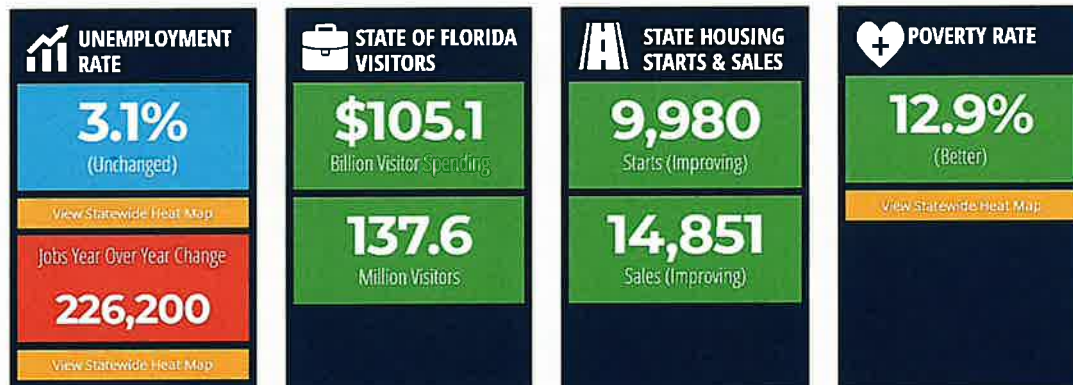 UNEMPLOYMENT
RATE
3.1%
(Unchanged)
View Statewide Heat Map
Jobs Year Over Year Change
226,200
View Statewide Heat Map
STATE OF FLORIDA
VISITORS
$105.1
Billion Visitor Spending
137.6
Million Visitors
STATE HOUSING
STARTS & SALES
9,980
Starts (Improving)
14,851
Sales (Improving)
POVERTY RATE
12.9%
(Better)
View Statewide Heat Map